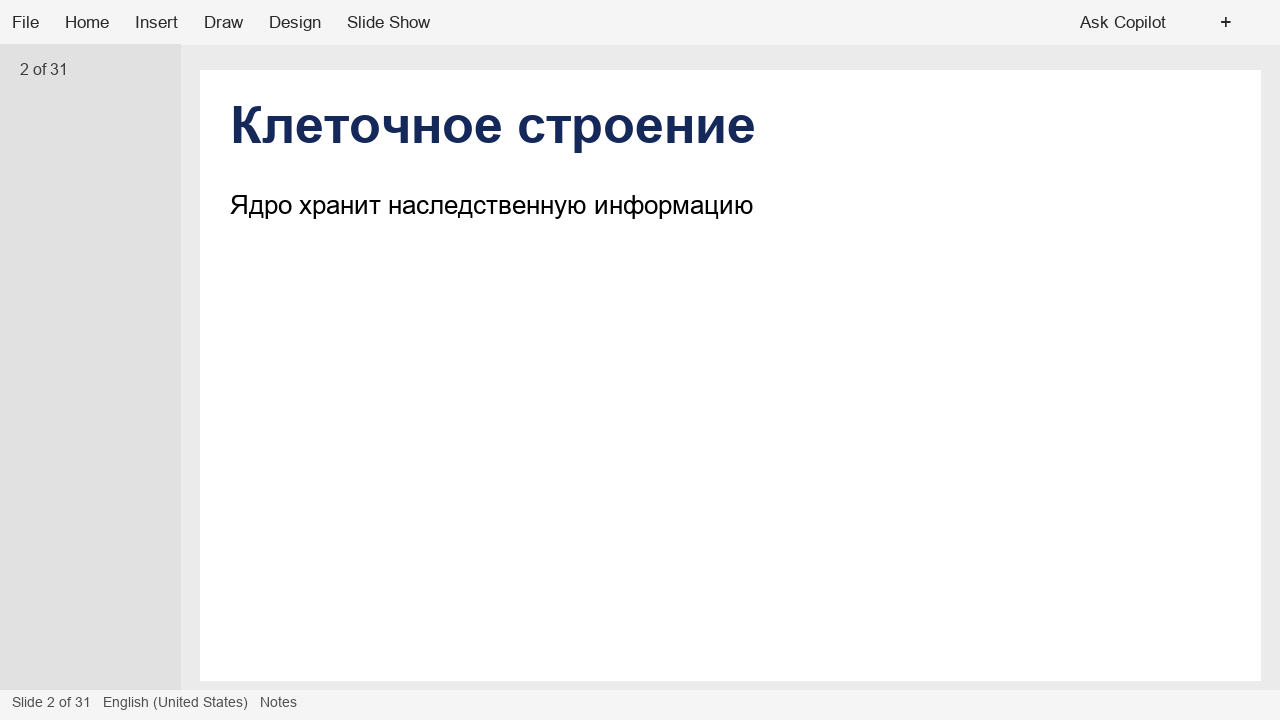 File Home Insert Draw Design Slide Show Ask Copilot +
2 of 31
Клеточное строение
Ядро хранит наследственную информацию
Slide 2 of 31 English (United States) Notes